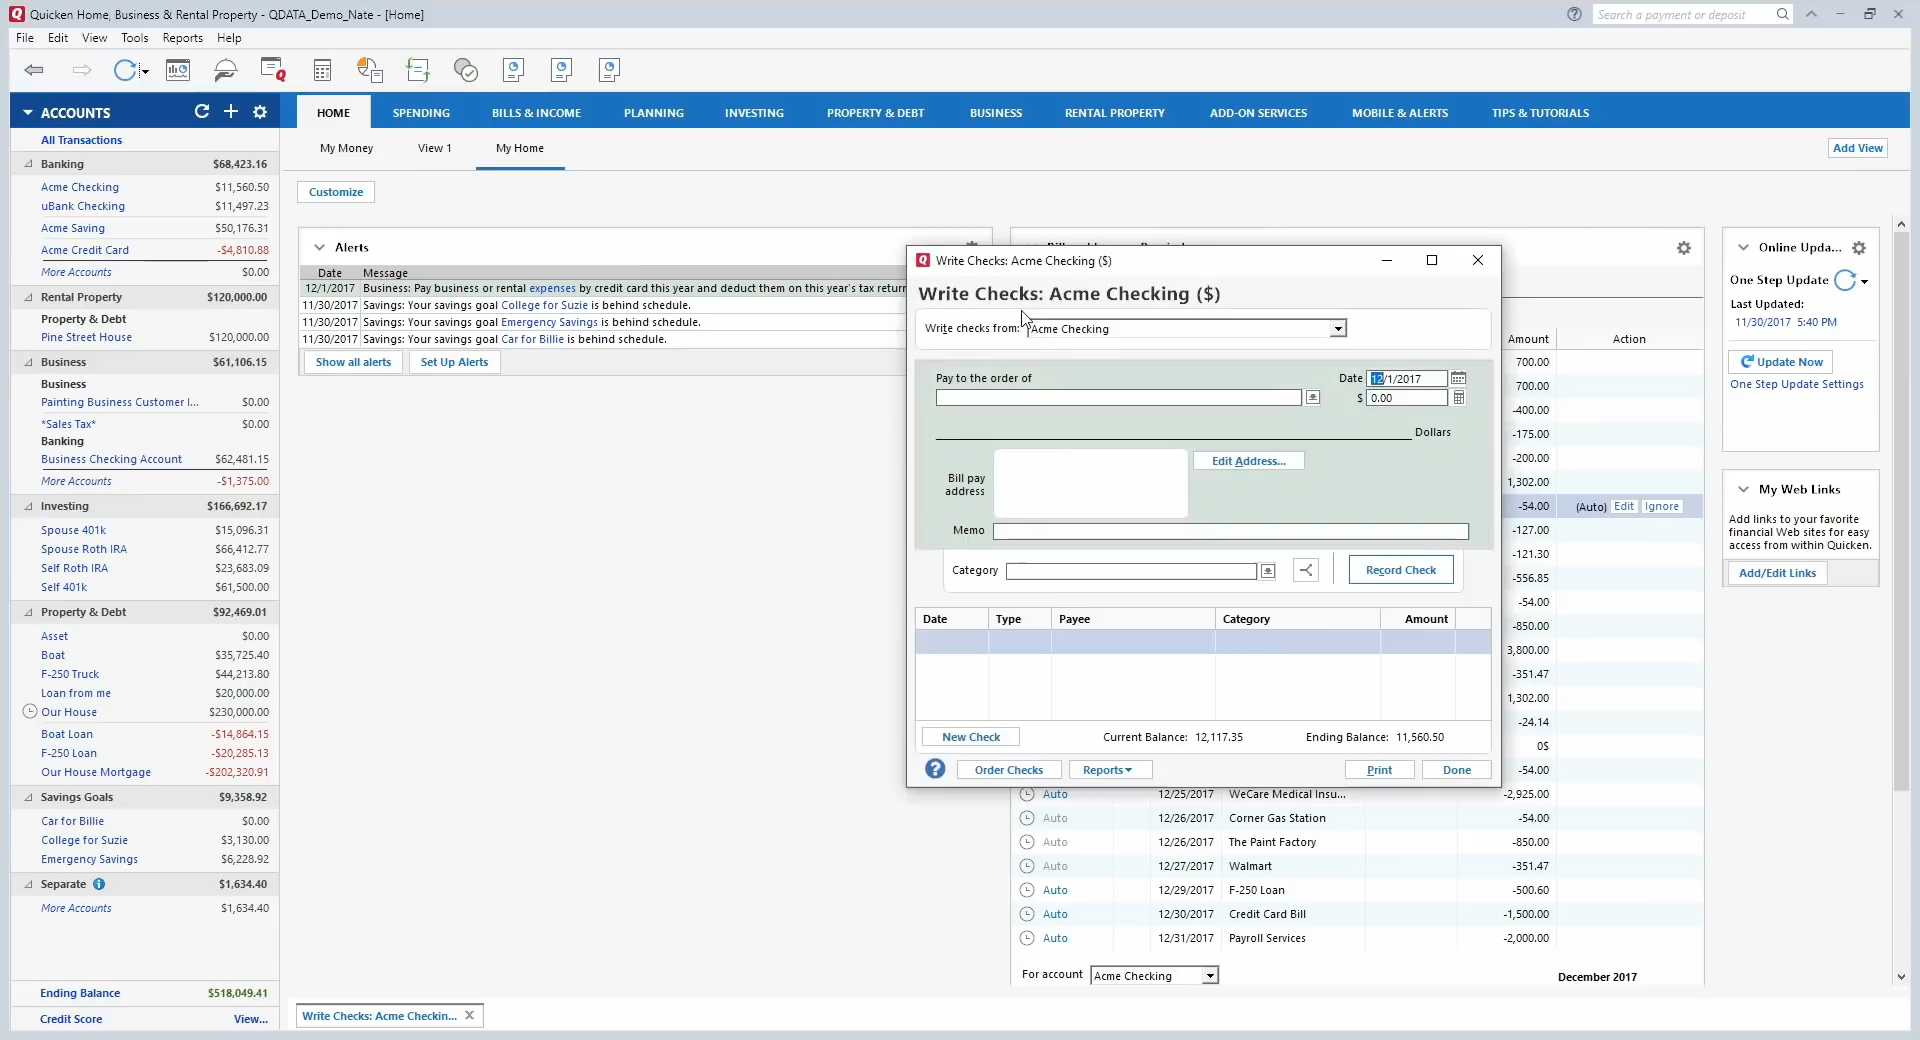 Quicken Home, Business & Rental Property - QDATA_Demo_Nate - [Home]
Search a payment or deposit
File Edit View Tools Reports Help
ACCOUNTS
HOME SPENDING BILLS & INCOME PLANNING INVESTING PROPERTY & DEBT BUSINESS RENTAL PROPERTY ADD-ON SERVICES MOBILE & ALERTS TIPS & TUTORIALS
My Money View 1 My Home
Add View
Customize
All Transactions
Banking $68,423.16
Acme Checking $11,560.50
uBank Checking $11,497.23
Acme Saving $50,176.31
Acme Credit Card -$4,810.88
More Accounts $0.00
Rental Property $120,000.00
Property & Debt
Pine Street House $120,000.00
Business $61,106.15
Business
Painting Business Customer I... $0.00
*Sales Tax* $0.00
Banking
Business Checking Account $62,481.15
More Accounts -$1,375.00
Investing $166,692.17
Spouse 401k $15,096.31
Spouse Roth IRA $66,412.77
Self Roth IRA $23,683.09
Self 401k $61,500.00
Property & Debt $92,469.01
Asset $0.00
Boat $35,725.40
F-250 Truck $44,213.80
Loan from me $20,000.00
Our House $230,000.00
Boat Loan -$14,864.15
F-250 Loan -$20,285.13
Our House Mortgage -$202,320.91
Savings Goals $9,358.92
Car for Billie $0.00
College for Suzie $3,130.00
Emergency Savings $6,228.92
Separate $1,634.40
More Accounts $1,634.40
Ending Balance $518,049.41
Credit Score View...
Alerts
Date Message
12/1/2017 Business: Pay business or rental expenses by credit card this year and deduct them on this year's tax return
11/30/2017 Savings: Your savings goal College for Suzie is behind schedule.
11/30/2017 Savings: Your savings goal Emergency Savings is behind schedule.
11/30/2017 Savings: Your savings goal Car for Billie is behind schedule.
Show all alerts Set Up Alerts
Write Checks: Acme Checking ($)
Write Checks: Acme Checking ($)
Write checks from: Acme Checking
Pay to the order of
Date 12/1/2017
$ 0.00
Dollars
Bill pay
address
Edit Address...
Memo
Category
Record Check
Date Type Payee Category Amount
New Check Current Balance: 12,117.35 Ending Balance: 11,560.50
? Order Checks Reports Print Done
Amount Action
700.00
700.00
-400.00
-175.00
-200.00
1,302.00
-54.00 (Auto) Edit Ignore
-127.00
-121.30
-556.85
-54.00
-850.00
3,800.00
-351.47
1,302.00
-24.14
0$
-54.00
Auto 12/25/2017 WeCare Medical Insu... -2,925.00
Auto 12/26/2017 Corner Gas Station -54.00
Auto 12/26/2017 The Paint Factory -850.00
Auto 12/27/2017 Walmart -351.47
Auto 12/29/2017 F-250 Loan -500.60
Auto 12/30/2017 Credit Card Bill -1,500.00
Auto 12/31/2017 Payroll Services -2,000.00
For account Acme Checking
December 2017
Online Upda...
One Step Update
Last Updated:
11/30/2017 5:40 PM
Update Now
One Step Update Settings
My Web Links
Add links to your favorite
financial Web sites for easy
access from within Quicken.
Add/Edit Links
Write Checks: Acme Checkin...